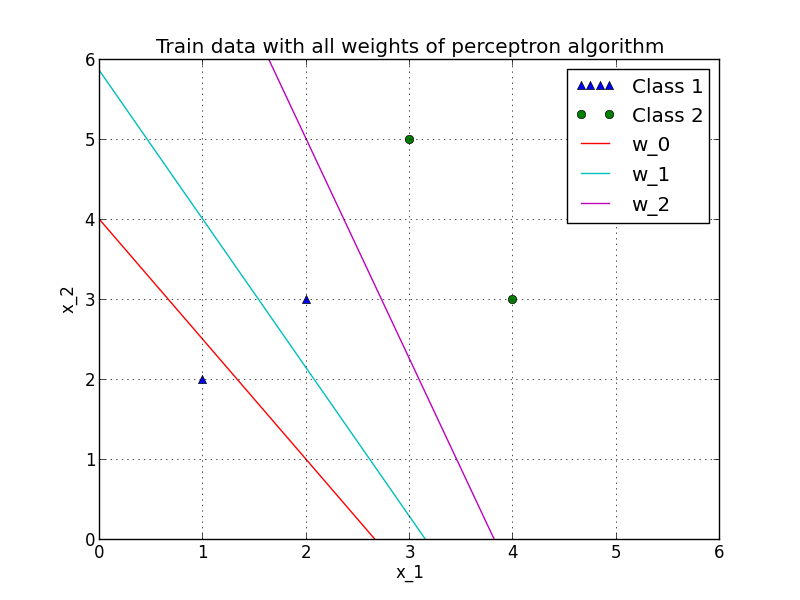 Train data with all weights of perceptron algorithm
6
5
4
3
2
1
0
x_2
Class 1
Class 2
w_0
w_1
w_2
0 1 2 3 4 5 6
x_1